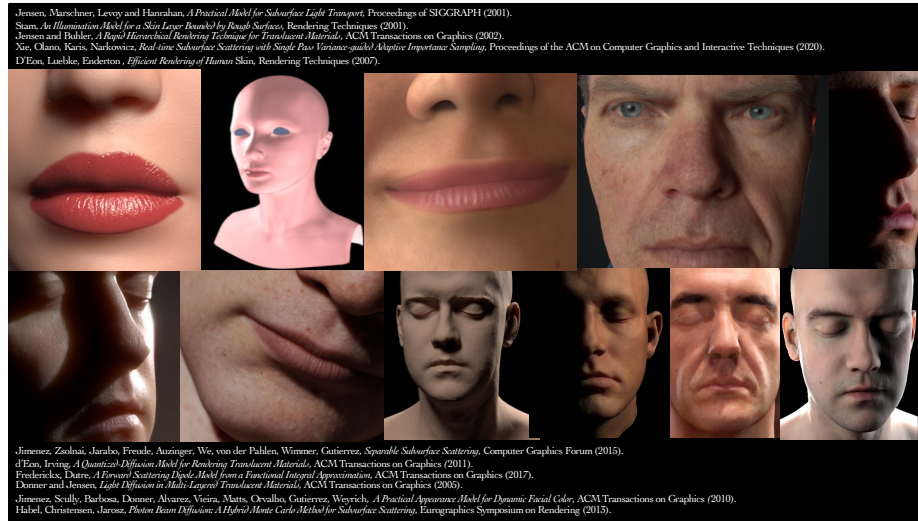 Jensen, Marschner, Levoy and Hanrahan, A Practical Model for Subsurface Light Transport, Proceedings of SIGGRAPH (2001).
Stam, An Illumination Model for a Skin Layer Bounded by Rough Surfaces, Rendering Techniques (2001).
Jensen and Buhler, A Rapid Hierarchical Rendering Technique for Translucent Materials, ACM Transactions on Graphics (2002).
Xie, Olano, Karis, Narkowicz, Real-time Subsurface Scattering with Single Pass Variance-guided Adaptive Importance Sampling, Proceedings of the ACM on Computer Graphics and Interactive Techniques (2020).
D'Eon, Luebke, Enderton , Efficient Rendering of Human Skin, Rendering Techniques (2007).
Jimenez, Zsolnai, Jarabo, Freude, Auzinger, We, von der Pahlen, Wimmer, Gutierrez, Separable Subsurface Scattering, Computer Graphics Forum (2015).
d'Eon, Irving, A Quantized-Diffusion Model for Rendering Translucent Materials, ACM Transactions on Graphics (2011).
Frederickx, Dutre, A Forward Scattering Dipole Model from a Functional Integral Approximation, ACM Transactions on Graphics (2017).
Donner and Jensen, Light Diffusion in Multi-Layered Translucent Materials, ACM Transactions on Graphics (2005).
Jimenez, Scully, Barbosa, Donner, Alvarez, Vieira, Matts, Orvalho, Gutierrez, Weyrich, A Practical Appearance Model for Dynamic Facial Color, ACM Transactions on Graphics (2010).
Habel, Christensen, Jarosz, Photon Beam Diffusion: A Hybrid Monte Carlo Method for Subsurface Scattering, Eurographics Symposium on Rendering (2013).